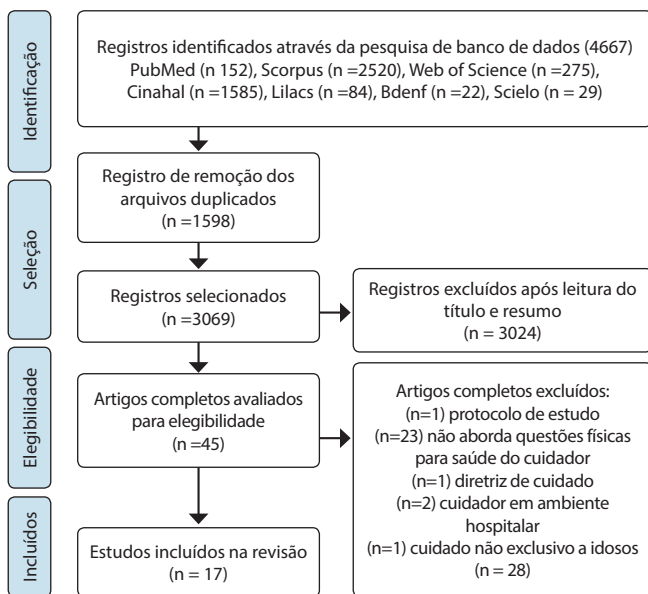 Identificação
Registros identificados através da pesquisa de banco de dados (4667)
PubMed (n 152), Scorpus (n =2520), Web of Science (n =275),
Cinahal (n =1585), Lilacs (n =84), Bdenf (n =22), Scielo (n = 29)
Seleção
Registro de remoção dos
arquivos duplicados
(n =1598)
Registros selecionados
(n =3069)
Registros excluídos após leitura do
título e resumo
(n = 3024)
Elegibilidade
Artigos completos avaliados
para elegibilidade
(n =45)
Artigos completos excluídos:
(n=1) protocolo de estudo
(n=23) não aborda questões físicas
para saúde do cuidador
(n=1) diretriz de cuidado
(n=2) cuidador em ambiente
hospitalar
(n=1) cuidado não exclusivo a idosos
(n = 28)
Incluídos
Estudos incluídos na revisão
(n = 17)